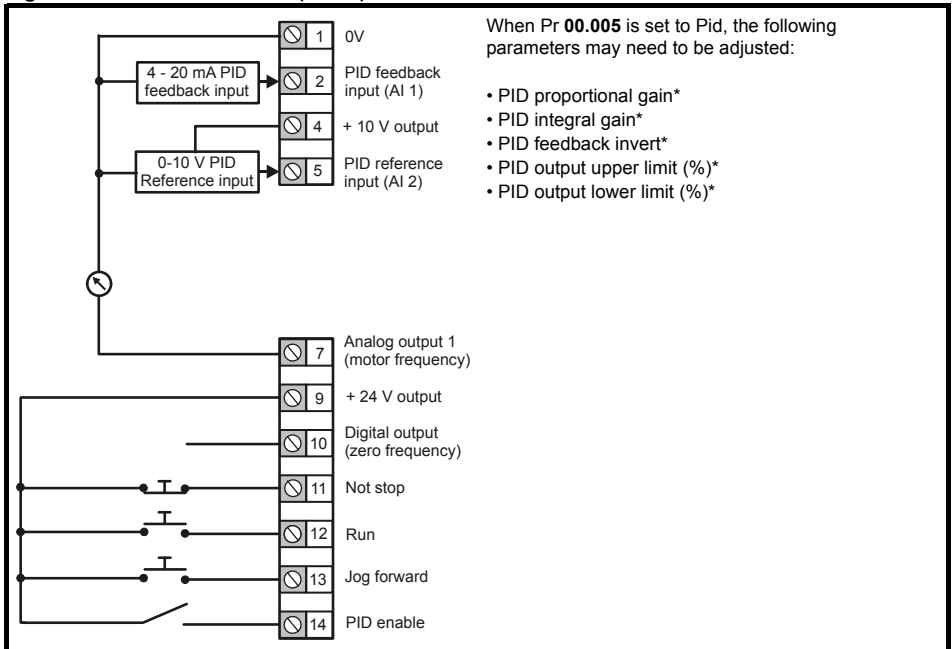 1 0V
4 - 20 mA PID
feedback input
2 PID feedback
input (AI 1)
4 + 10 V output
0-10 V PID
Reference input
5 PID reference
input (AI 2)
7 Analog output 1
(motor frequency)
9 + 24 V output
10 Digital output
(zero frequency)
11 Not stop
12 Run
13 Jog forward
14 PID enable
When Pr 00.005 is set to Pid, the following
parameters may need to be adjusted:
• PID proportional gain*
• PID integral gain*
• PID feedback invert*
• PID output upper limit (%)*
• PID output lower limit (%)*